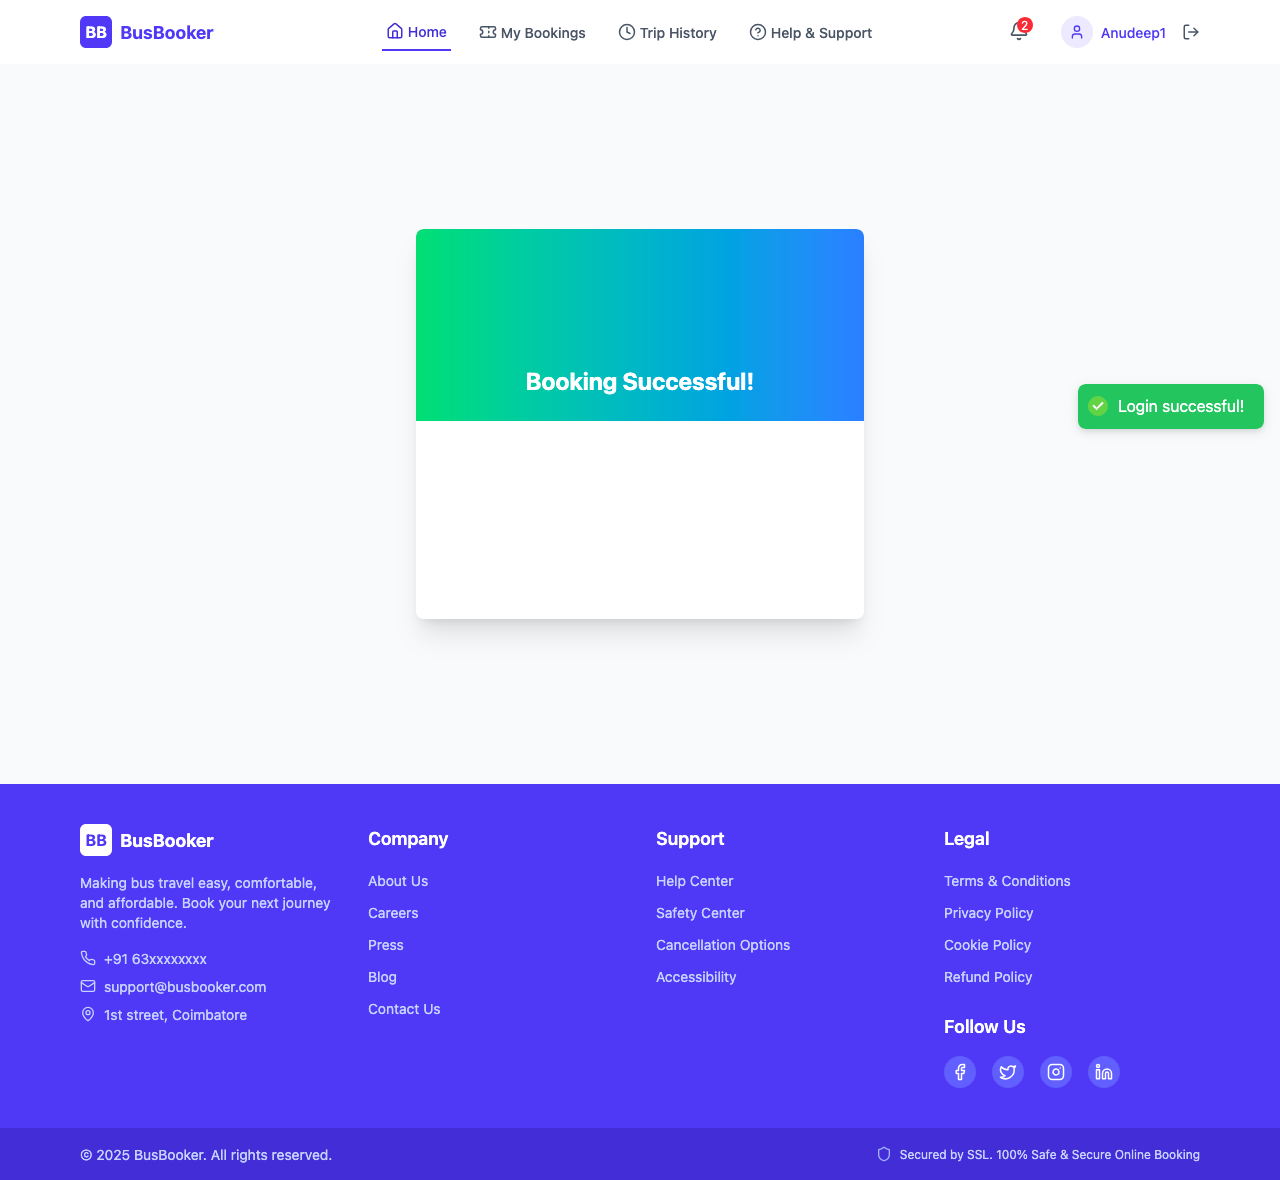 BB BusBooker
Home
My Bookings
Trip History
Help & Support
2
Anudeep1
Booking Successful!
Login successful!
BB BusBooker
Making bus travel easy, comfortable,
and affordable. Book your next journey
with confidence.
+91 63xxxxxxxx
support@busbooker.com
1st street, Coimbatore
Company
About Us
Careers
Press
Blog
Contact Us
Support
Help Center
Safety Center
Cancellation Options
Accessibility
Legal
Terms & Conditions
Privacy Policy
Cookie Policy
Refund Policy
Follow Us
© 2025 BusBooker. All rights reserved.
Secured by SSL. 100% Safe & Secure Online Booking